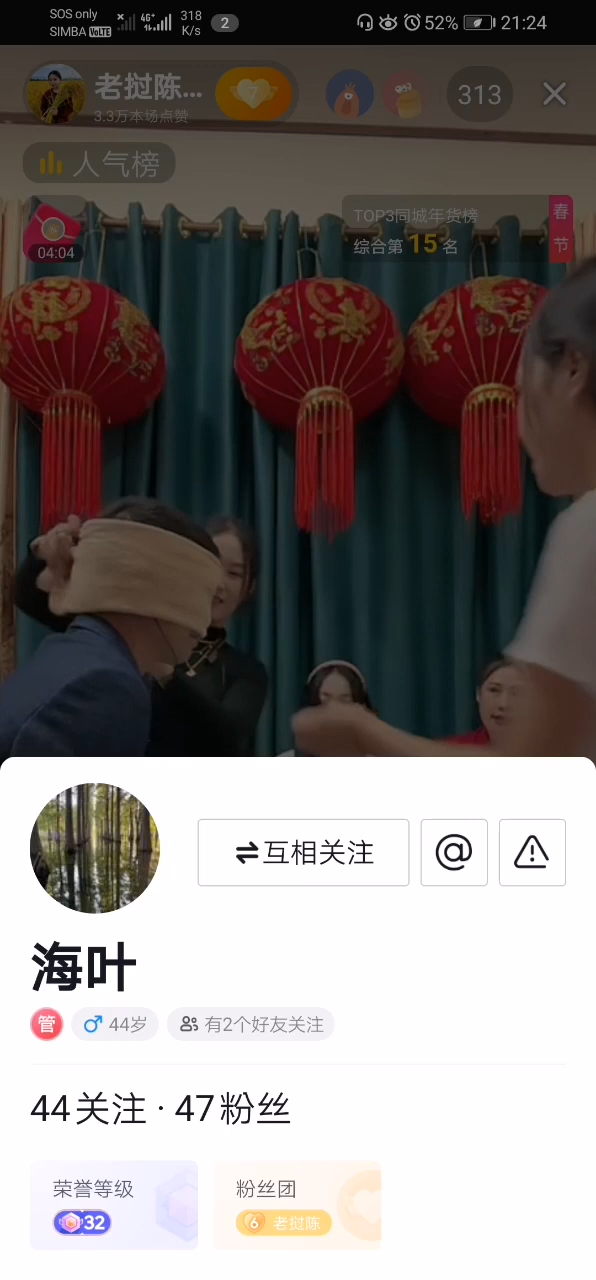 SOS only
SIMBA VoLTE
4G+
318
K/s
2
52%
21:24
老挝陈...
3.3万本场点赞
7
313
人气榜
TOP3同城年货榜
综合第 15 名
春节
04:04
互相关注
@
海叶
管
44岁
有2个好友关注
44关注 · 47粉丝
荣誉等级
32
粉丝团
6 老挝陈